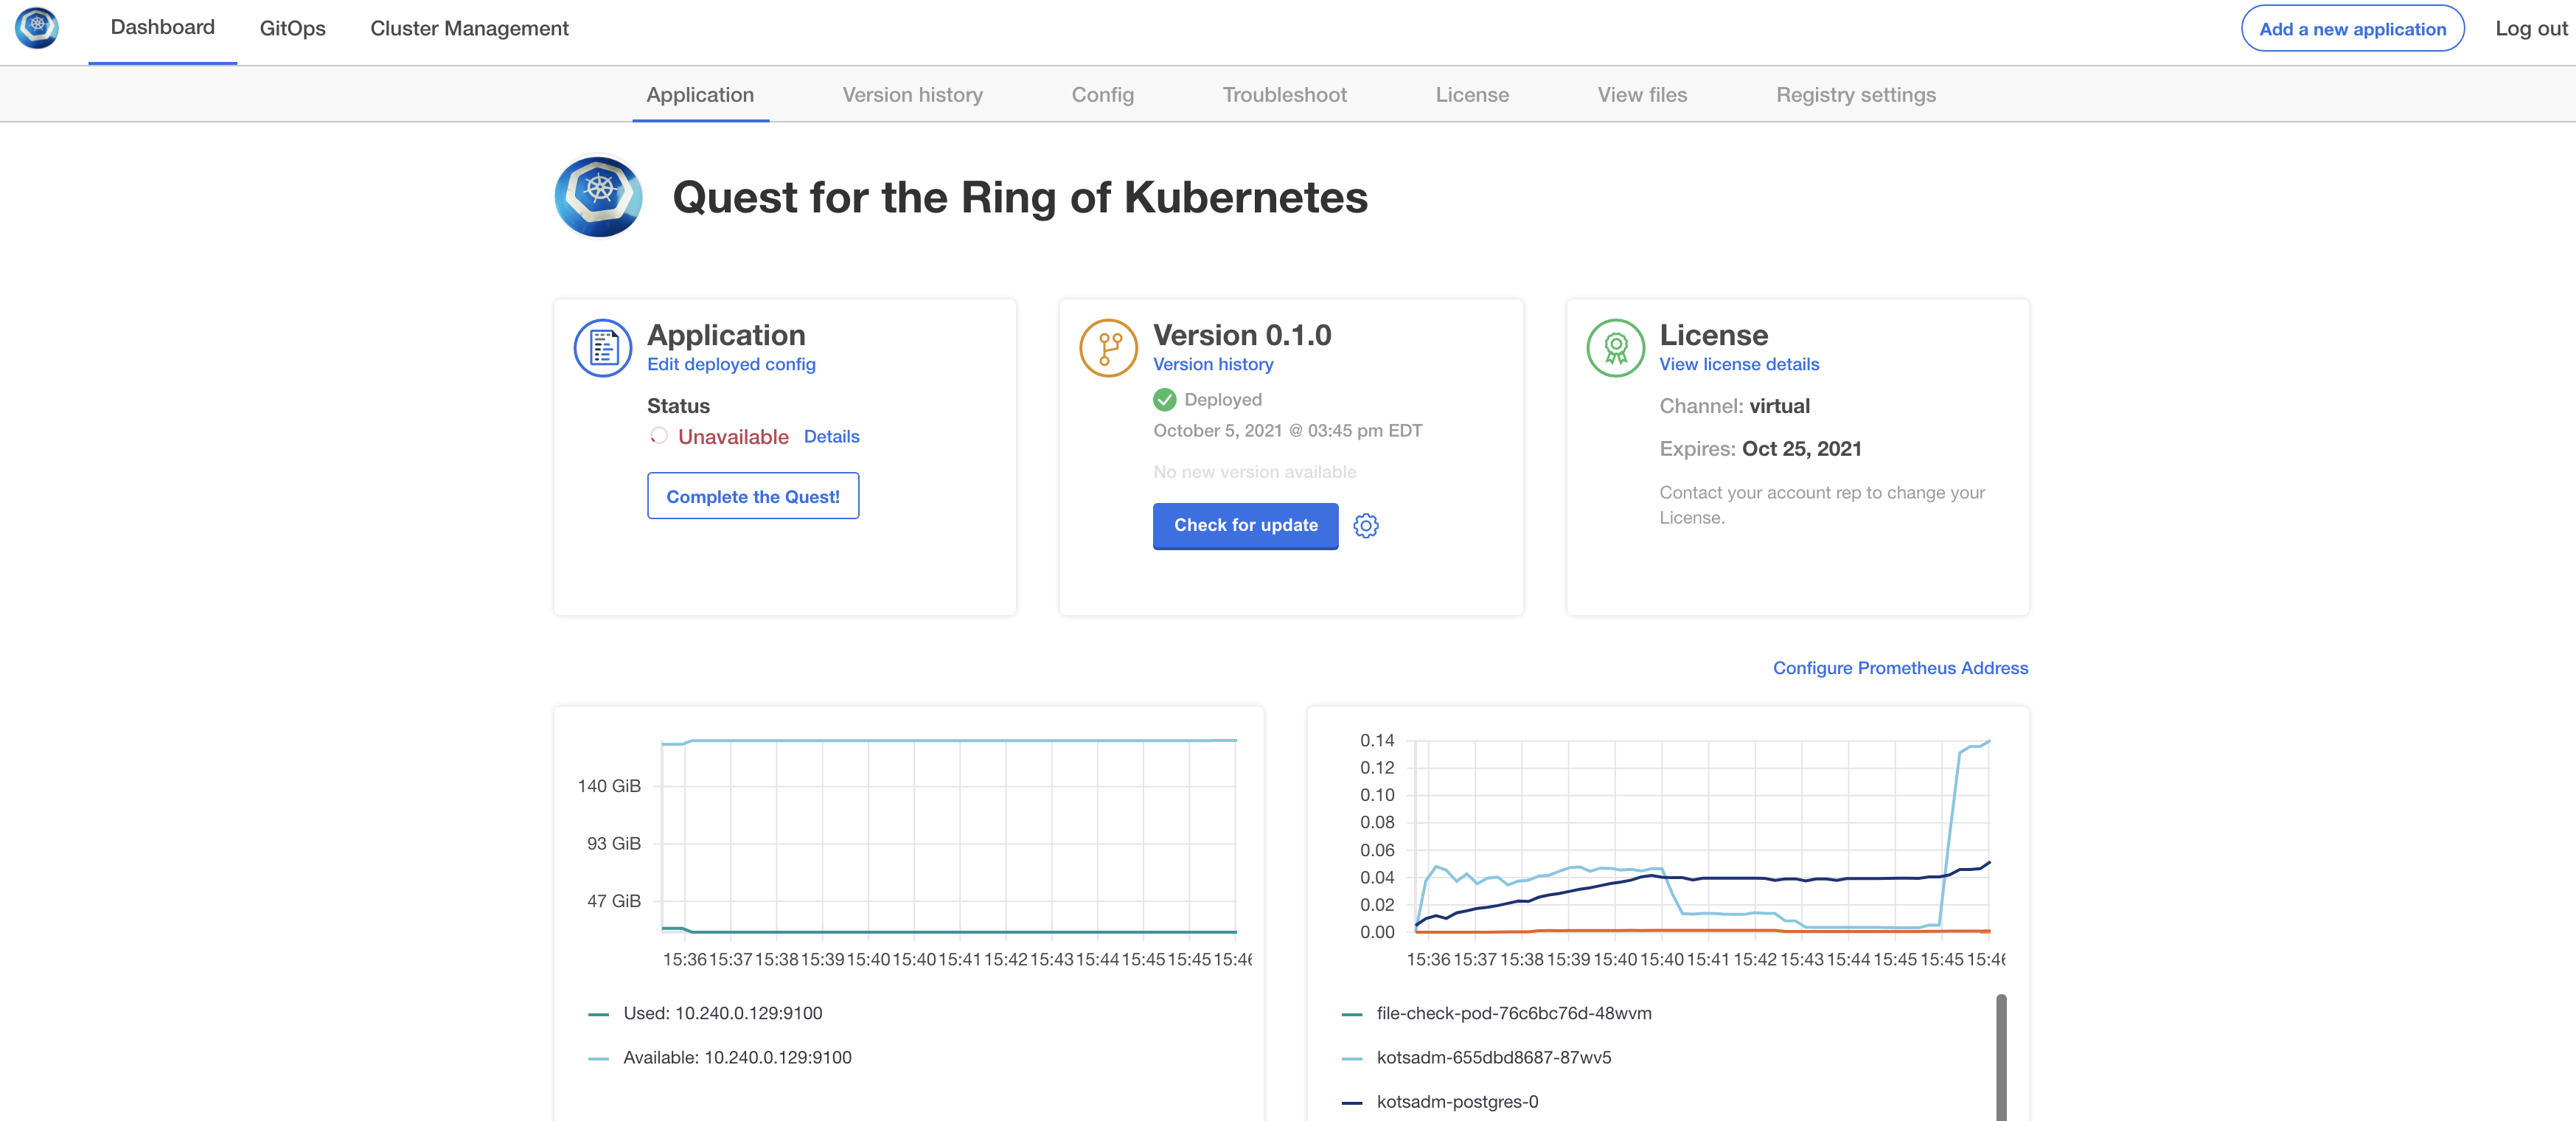 Dashboard GitOps Cluster Management Add a new application Log out
Application Version history Config Troubleshoot License View files Registry settings
Quest for the Ring of Kubernetes
Application
Edit deployed config
Status
Unavailable Details
Complete the Quest!
Version 0.1.0
Version history
Deployed
October 5, 2021 @ 03:45 pm EDT
No new version available
Check for update
License
View license details
Channel: virtual
Expires: Oct 25, 2021
Contact your account rep to change your
License.
Configure Prometheus Address
140 GiB
93 GiB
47 GiB
15:36 15:37 15:38 15:39 15:40 15:40 15:41 15:42 15:43 15:44 15:45 15:45 15:46
Used: 10.240.0.129:9100
Available: 10.240.0.129:9100
0.14
0.12
0.10
0.08
0.06
0.04
0.02
0.00
15:36 15:37 15:38 15:39 15:40 15:40 15:41 15:42 15:43 15:44 15:45 15:45 15:46
file-check-pod-76c6bc76d-48wvm
kotsadm-655dbd8687-87wv5
kotsadm-postgres-0